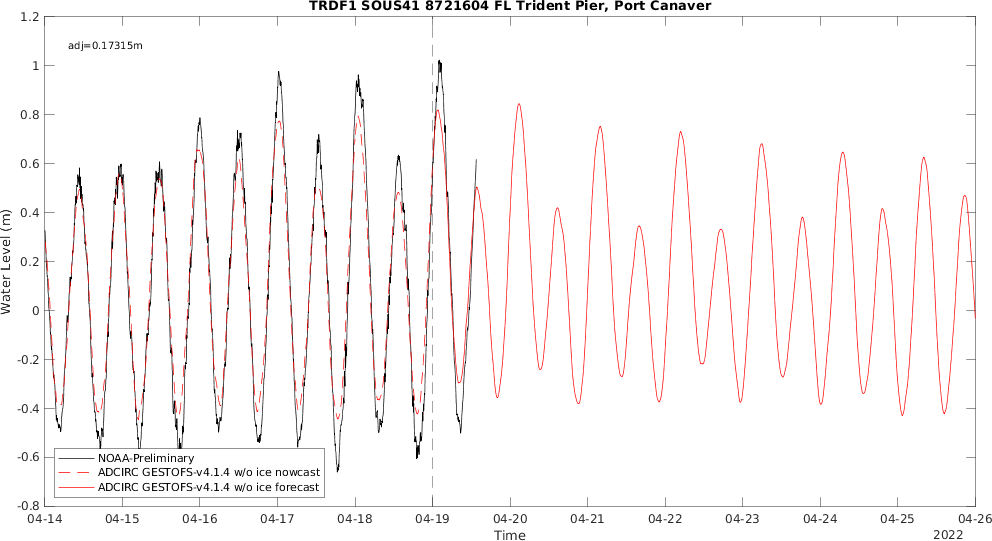 TRDF1 SOUS41 8721604 FL Trident Pier, Port Canaver
adj=0.17315m
1.2
1
0.8
0.6
0.4
0.2
0
-0.2
-0.4
-0.6
-0.8
Water Level (m)
NOAA-Preliminary
ADCIRC GESTOFS-v4.1.4 w/o ice nowcast
ADCIRC GESTOFS-v4.1.4 w/o ice forecast
04-14 04-15 04-16 04-17 04-18 04-19 04-20 04-21 04-22 04-23 04-24 04-25 04-26
Time
2022